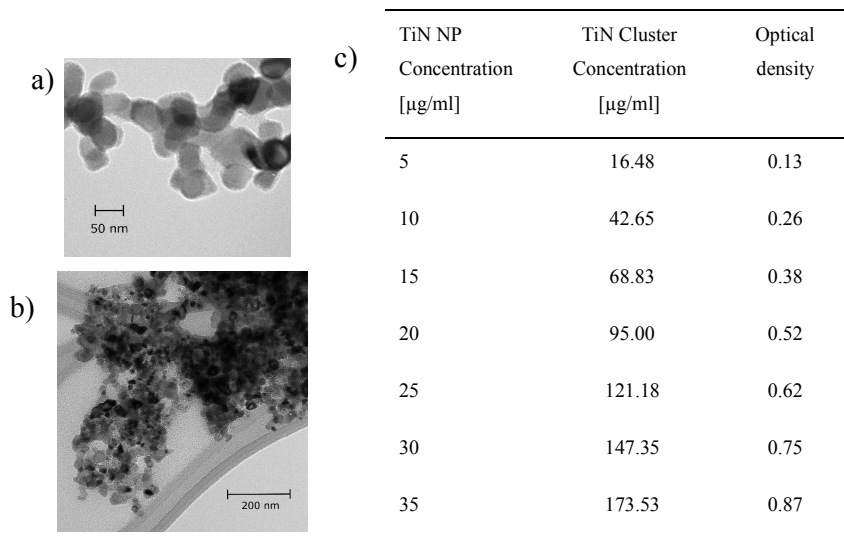 a)
50 nm
b)
200 nm
c)
TiN NP Concentration [µg/ml] TiN Cluster Concentration [µg/ml] Optical density
5 16.48 0.13
10 42.65 0.26
15 68.83 0.38
20 95.00 0.52
25 121.18 0.62
30 147.35 0.75
35 173.53 0.87